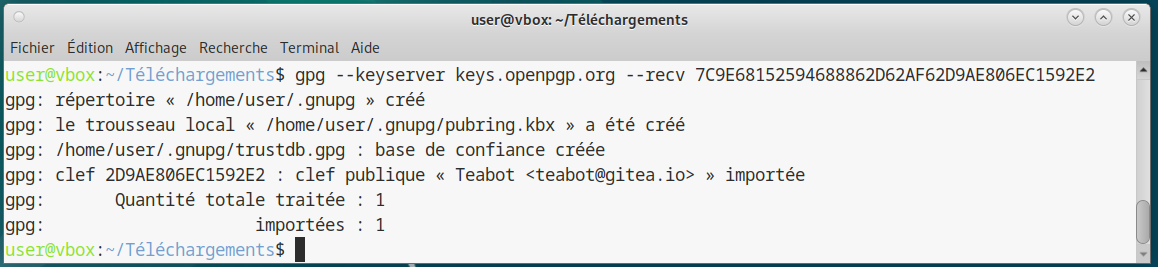 user@vbox: ~/Téléchargements
Fichier Édition Affichage Recherche Terminal Aide
user@vbox:~/Téléchargements$ gpg --keyserver keys.openpgp.org --recv 7C9E68152594688862D62AF62D9AE806EC1592E2
gpg: répertoire « /home/user/.gnupg » créé
gpg: le trousseau local « /home/user/.gnupg/pubring.kbx » a été créé
gpg: /home/user/.gnupg/trustdb.gpg : base de confiance créée
gpg: clef 2D9AE806EC1592E2 : clef publique « Teabot <teabot@gitea.io> » importée
gpg:       Quantité totale traitée : 1
gpg:                     importées : 1
user@vbox:~/Téléchargements$